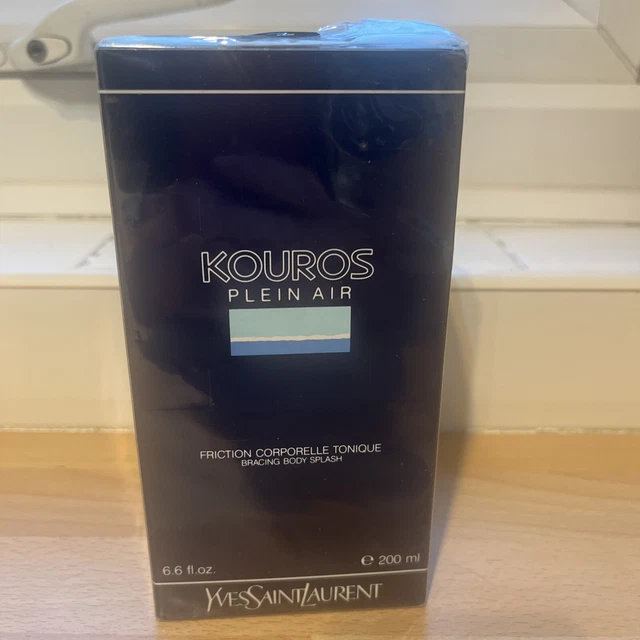 KOUROS
PLEIN AIR
FRICTION CORPORELLE TONIQUE
BRACING BODY SPLASH
6.6 fl.oz. ℮ 200 ml
YVESSAINTLAURENT